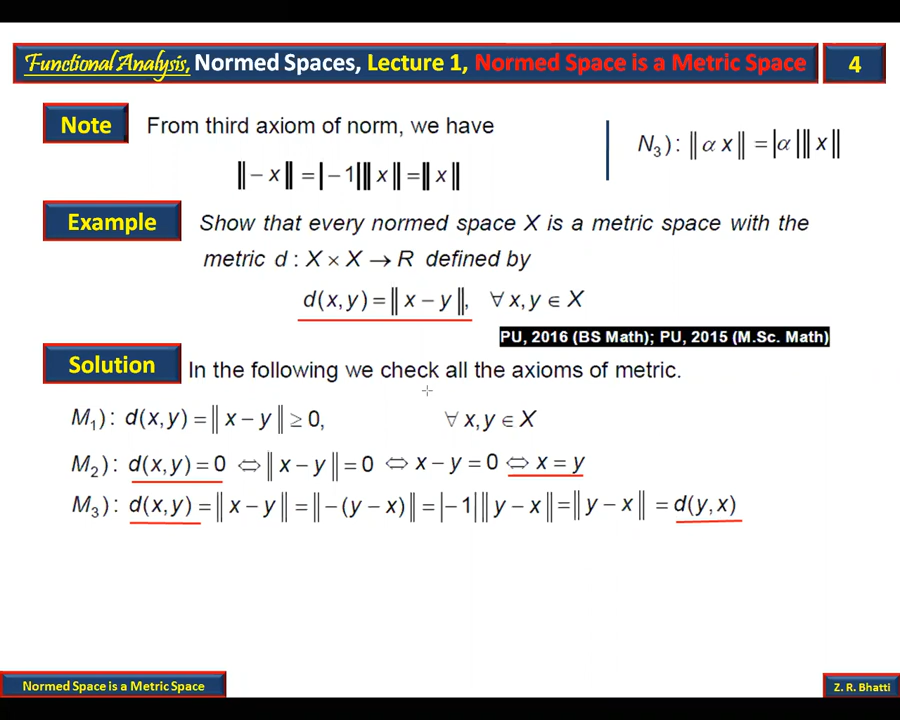 Functional Analysis, Normed Spaces, Lecture 1, Normed Space is a Metric Space 4
Note From third axiom of norm, we have
N₃): ‖α x‖ = |α|‖x‖
‖− x‖ = |−1|‖x‖ = ‖x‖
Example Show that every normed space X is a metric space with the
metric d : X × X → R defined by
d(x,y) = ‖x − y‖, ∀ x,y ∈ X
PU, 2016 (BS Math); PU, 2015 (M.Sc. Math)
Solution In the following we check all the axioms of metric.
M₁): d(x,y) = ‖x − y‖ ≥ 0, ∀ x,y ∈ X
M₂): d(x,y) = 0 ⇔ ‖x − y‖ = 0 ⇔ x − y = 0 ⇔ x = y
M₃): d(x,y) = ‖x − y‖ = ‖−(y − x)‖ = |−1|‖y − x‖ = ‖y − x‖ = d(y,x)
Normed Space is a Metric Space Z. R. Bhatti